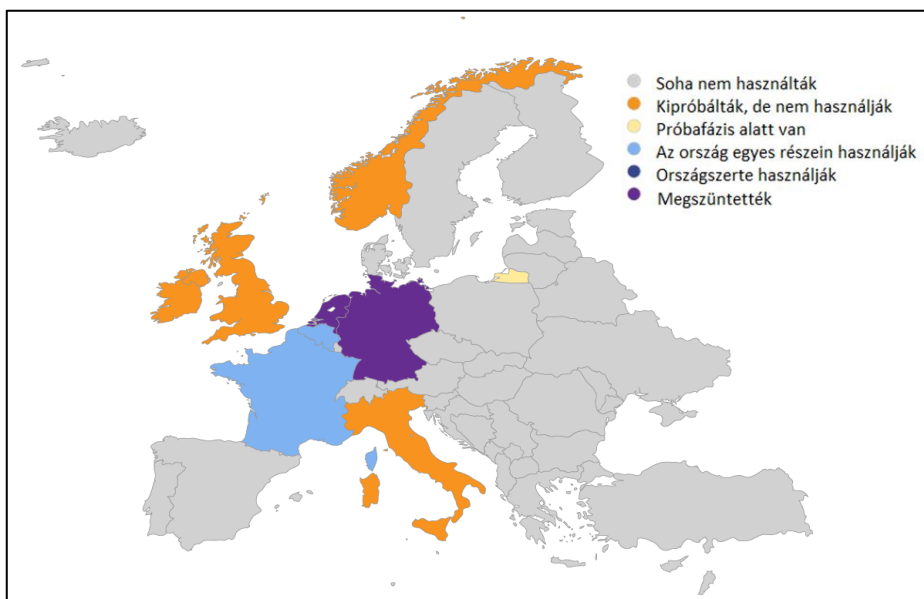 Soha nem használták
Kipróbálták, de nem használják
Próbafázis alatt van
Az ország egyes részein használják
Országszerte használják
Megszüntették